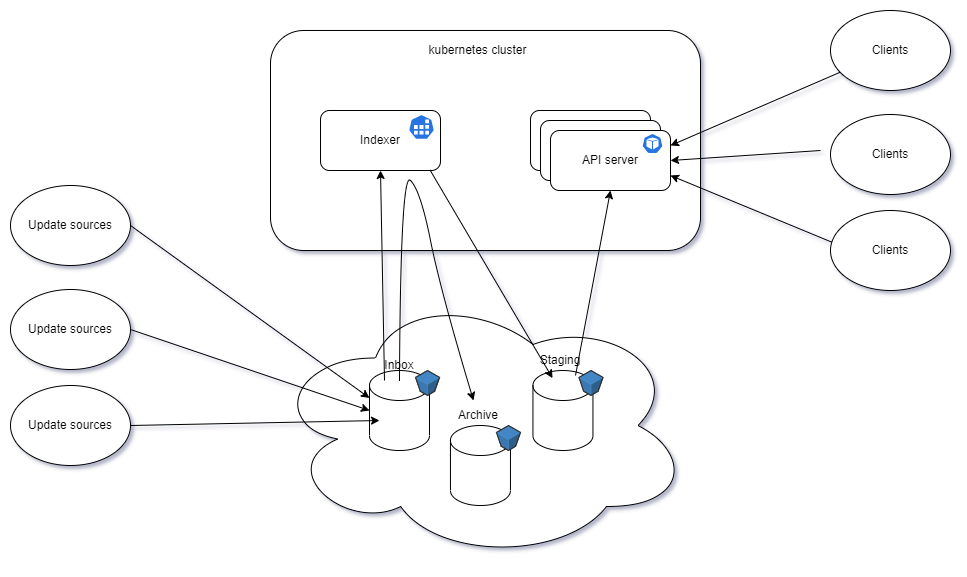 kubernetes cluster
Clients
Indexer
API server
Clients
Update sources
Clients
Update sources
Inbox
Staging
Archive
Update sources